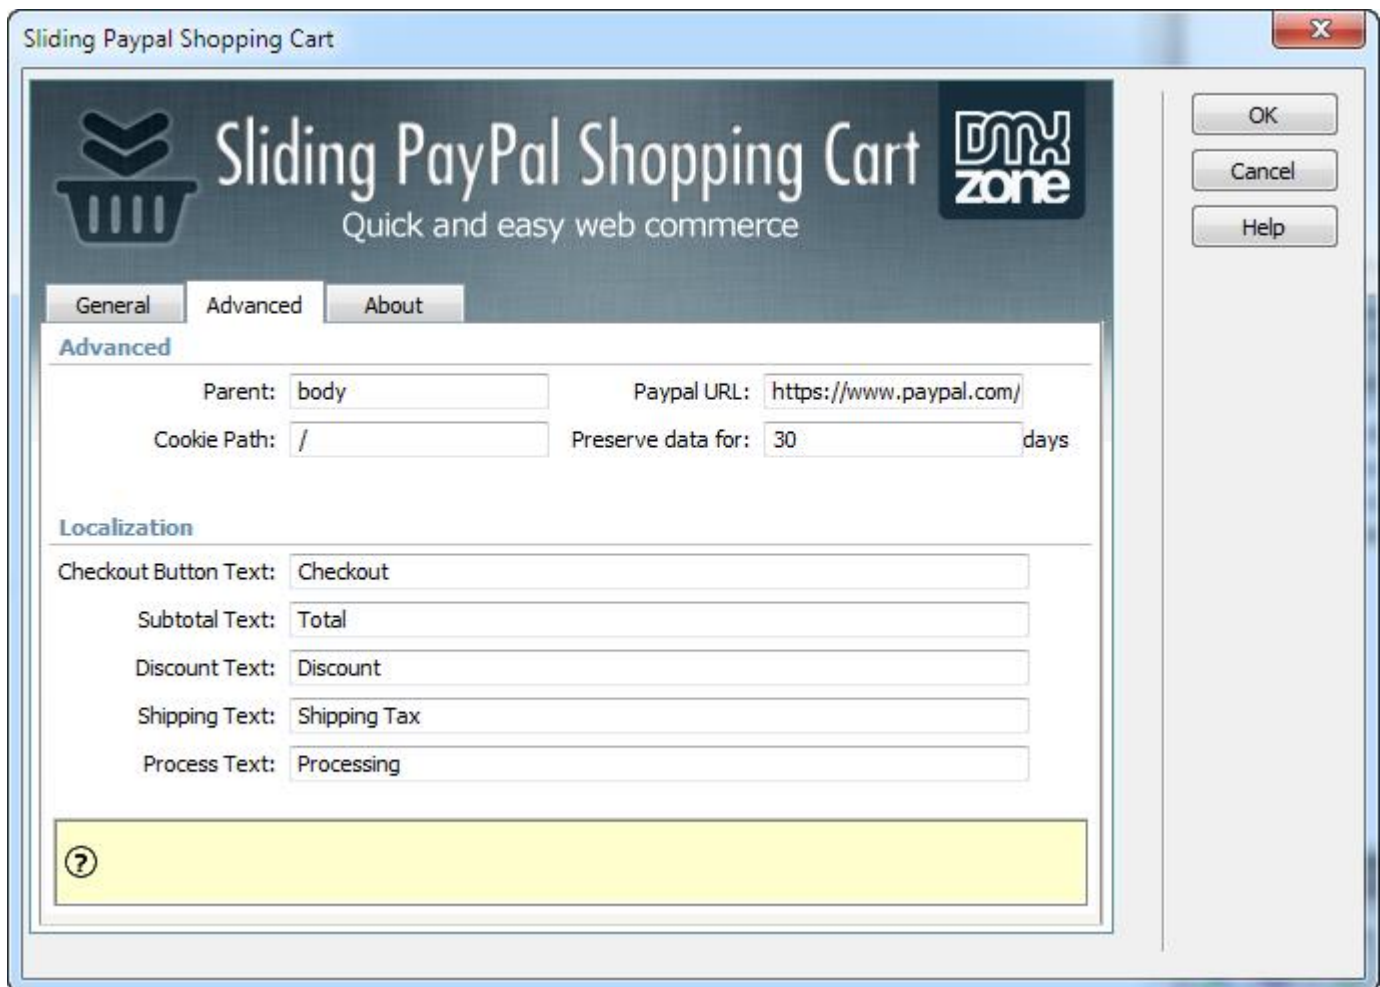 Sliding Paypal Shopping Cart
X
Sliding PayPal Shopping Cart
DMX
zone
Quick and easy web commerce
OK
Cancel
Help
General Advanced About
Advanced
Parent: body Paypal URL: https://www.paypal.com/
Cookie Path: / Preserve data for: 30 days
Localization
Checkout Button Text: Checkout
Subtotal Text: Total
Discount Text: Discount
Shipping Text: Shipping Tax
Process Text: Processing
?